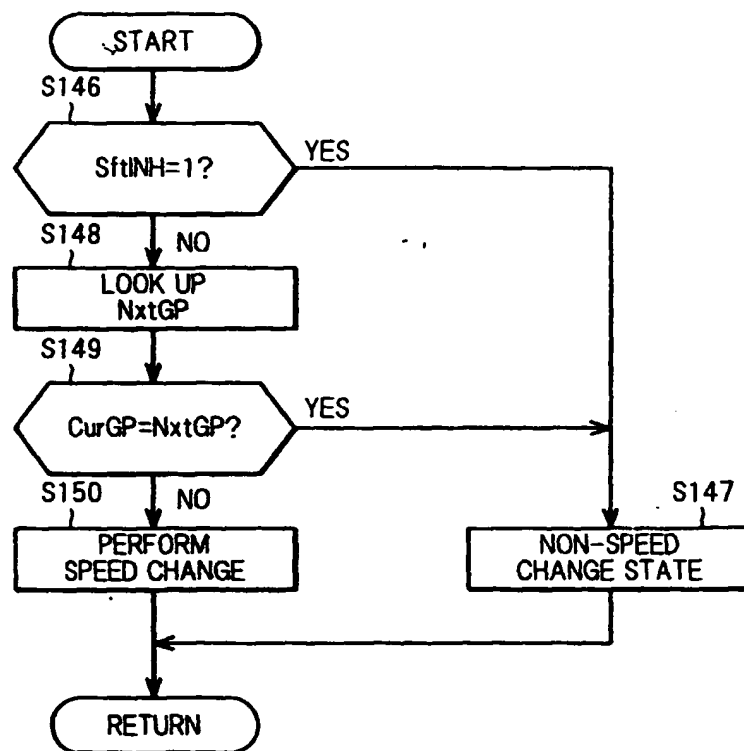 START
S146
SftINH=1?
YES
S148
NO
LOOK UP
NxtGP
S149
CurGP=NxtGP?
YES
S150
NO
S147
PERFORM
SPEED CHANGE
NON-SPEED
CHANGE STATE
RETURN